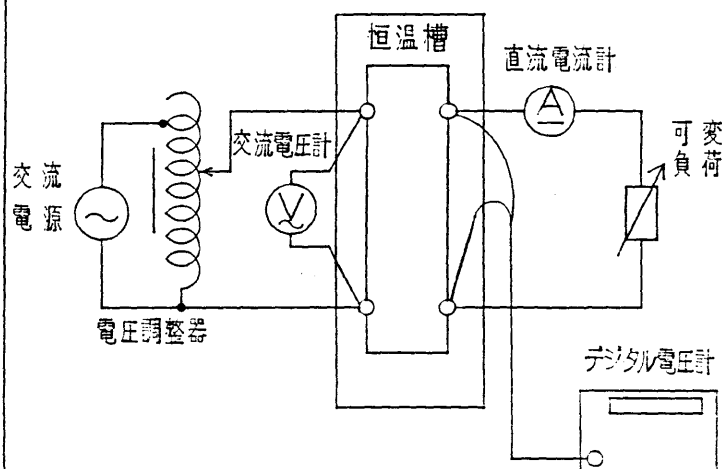 恒温槽
直流電流計
A
交流電圧計
V
可変
負荷
交流
電源
電圧調整器
デジタル電圧計